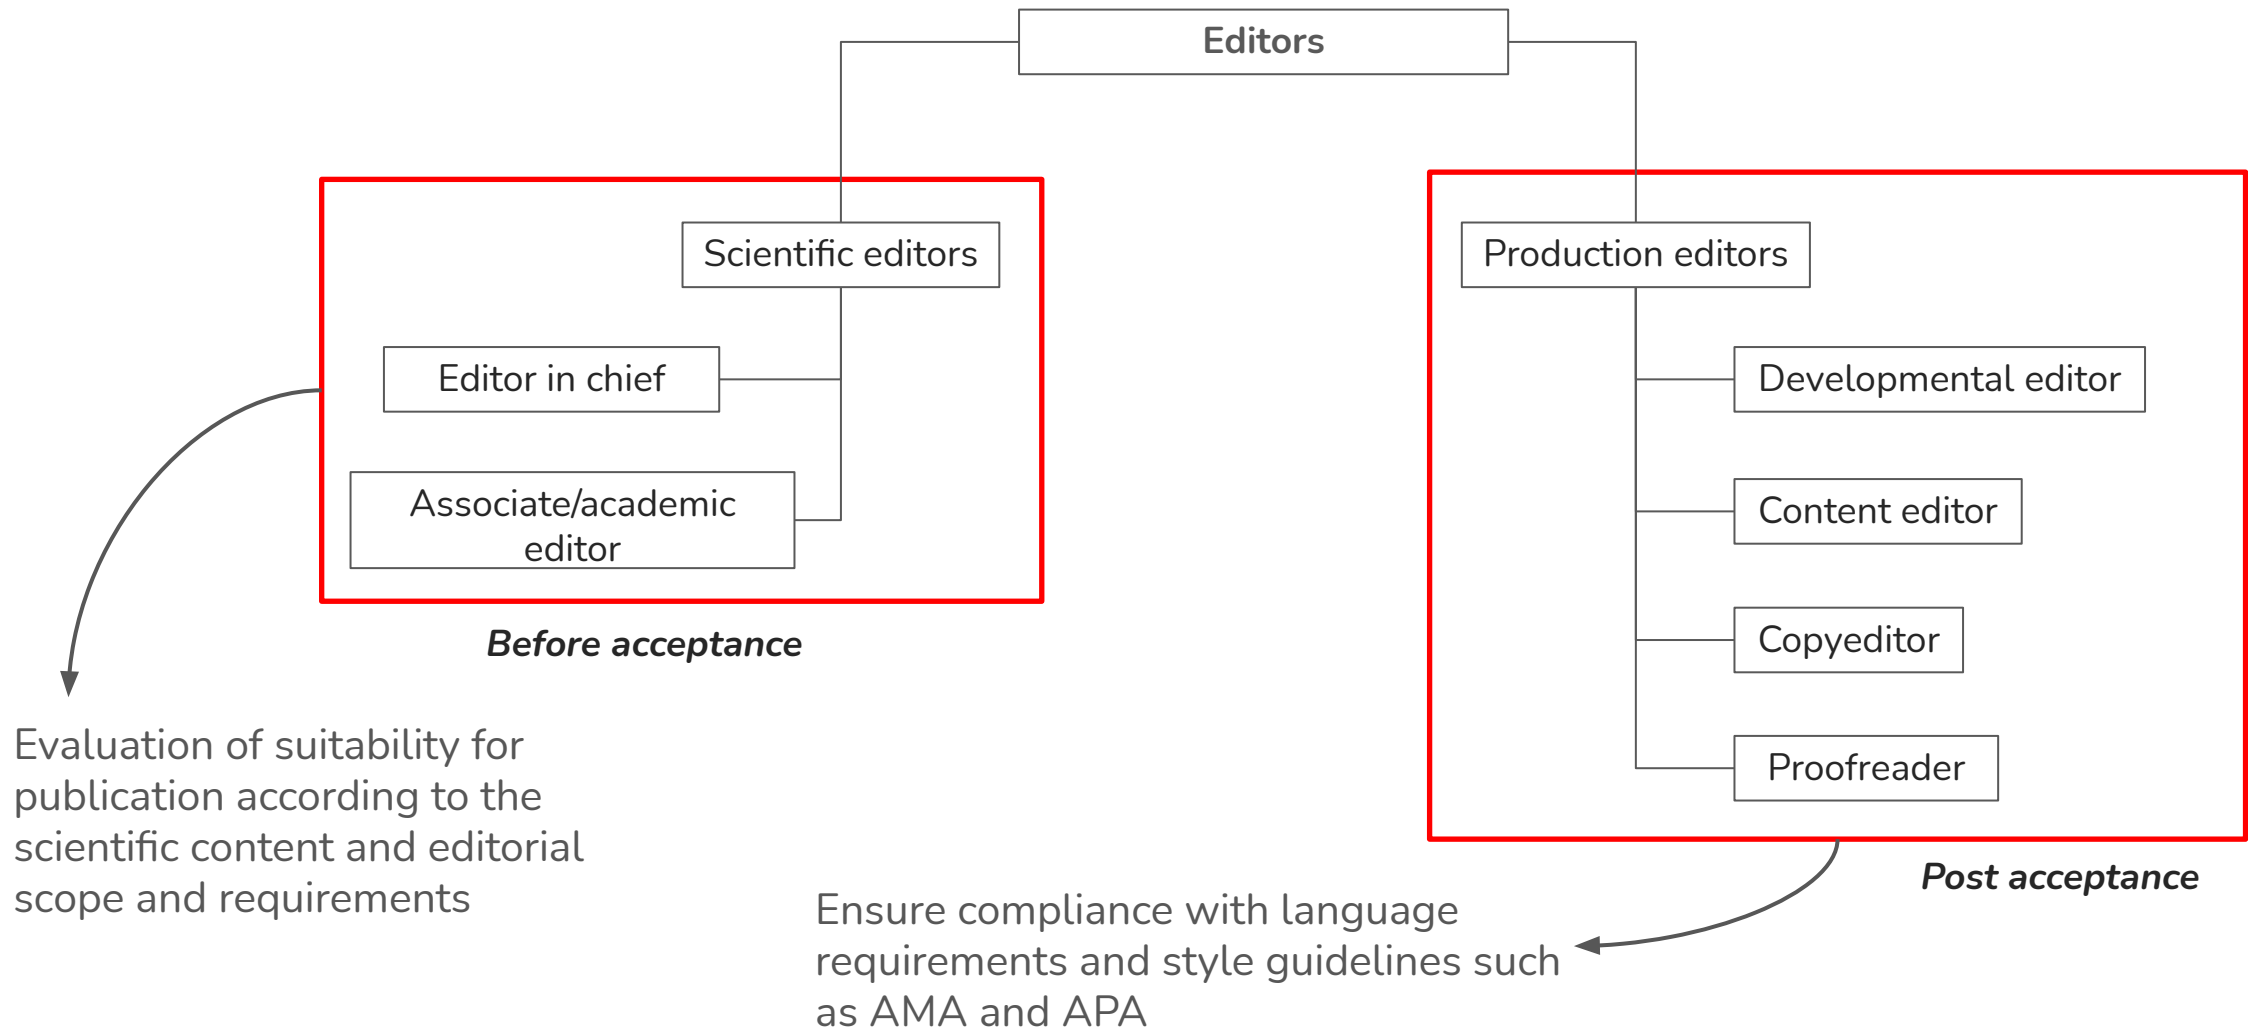 Editors
Scientific editors
Editor in chief
Associate/academic
editor
Before acceptance
Evaluation of suitability for
publication according to the
scientific content and editorial
scope and requirements
Production editors
Developmental editor
Content editor
Copyeditor
Proofreader
Post acceptance
Ensure compliance with language
requirements and style guidelines such
as AMA and APA